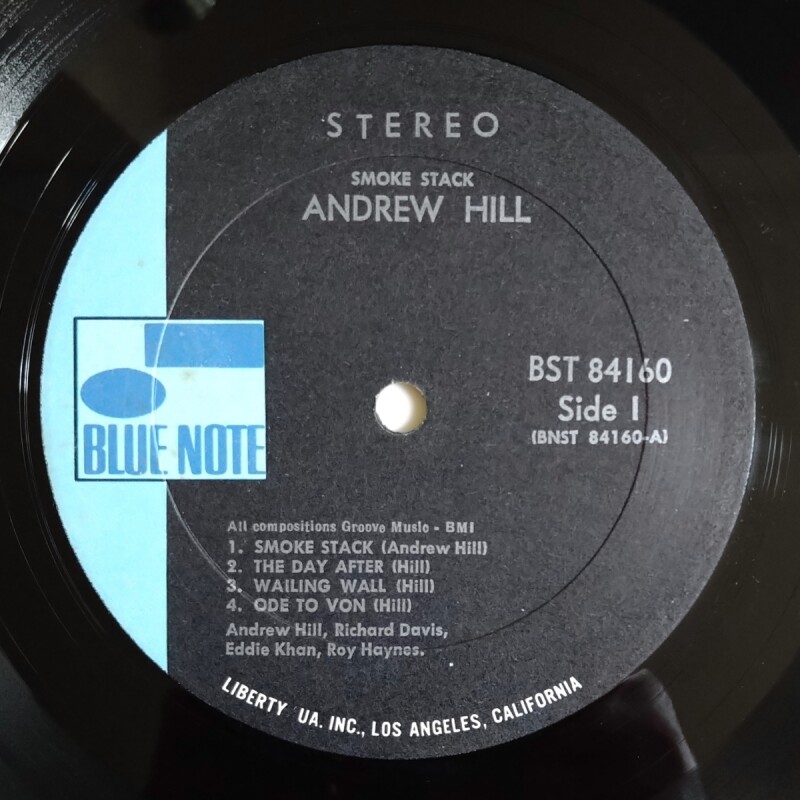 STEREO
SMOKE STACK
ANDREW HILL
BST 84160
Side 1
(BNST 84160-A)
BLUE NOTE
All compositions Groove Music - BMI
1. SMOKE STACK (Andrew Hill)
2. THE DAY AFTER (Hill)
3. WAILING WALL (Hill)
4. ODE TO VON (Hill)
Andrew Hill, Richard Davis,
Eddie Khan, Roy Haynes.
LIBERTY UA. INC., LOS ANGELES, CALIFORNIA